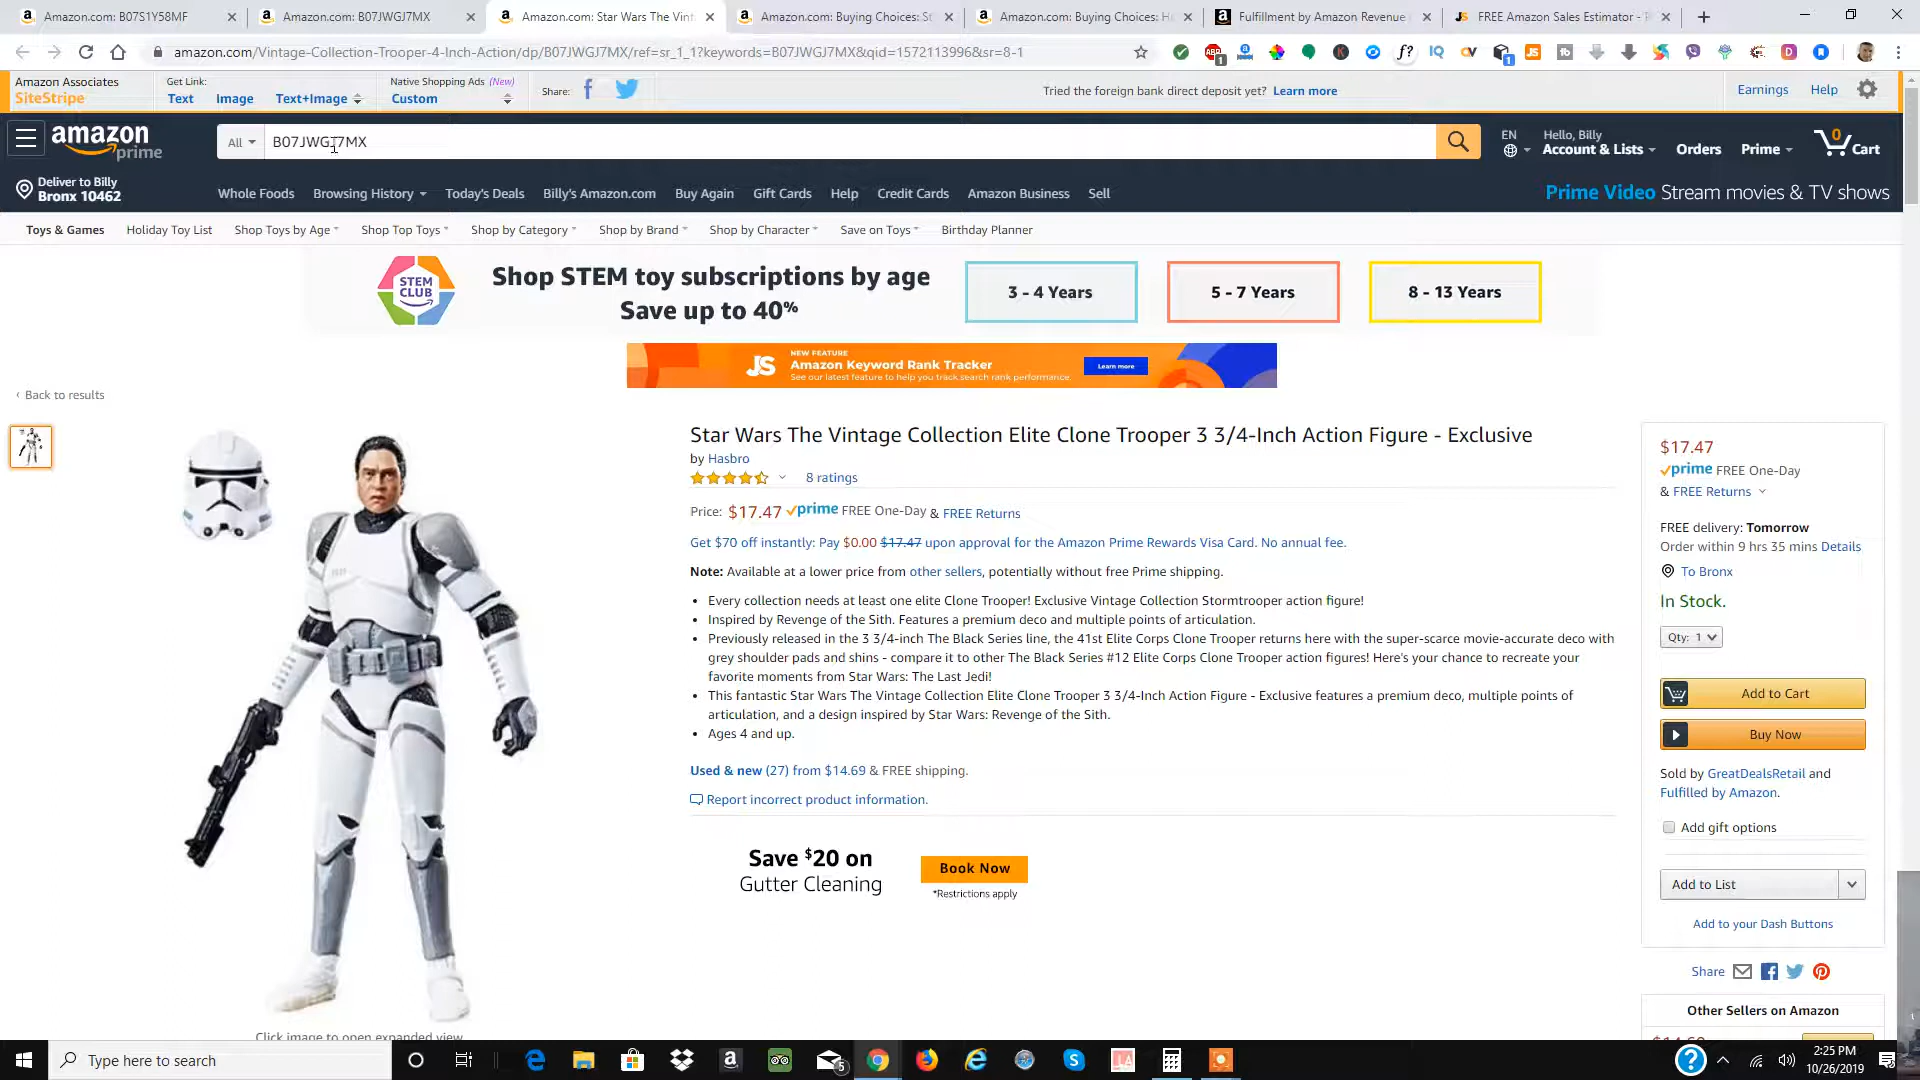 Amazon.com: B07S1Y58MF
Amazon.com: B07JWGJ7MX
Amazon.com: Star Wars The Vint
Amazon.com: Buying Choices: St
Amazon.com: Buying Choices: H
Fulfillment by Amazon Revenue
FREE Amazon Sales Estimator -
amazon.com/Vintage-Collection-Trooper-4-Inch-Action/dp/B07JWGJ7MX/ref=sr_1_1?keywords=B07JWGJ7MX&qid=1572113996&sr=8-1
Amazon Associates
SiteStripe
Get Link:
Text Image Text+Image
Native Shopping Ads (New)
Custom
Share:
Tried the foreign bank direct deposit yet? Learn more
Earnings Help
amazon prime
All
B07JWGJ7MX
EN
Hello, Billy
Account & Lists
Orders
Prime
0
Cart
Deliver to Billy
Bronx 10462
Whole Foods Browsing History Today's Deals Billy's Amazon.com Buy Again Gift Cards Help Credit Cards Amazon Business Sell
Prime Video Stream movies & TV shows
Toys & Games Holiday Toy List Shop Toys by Age Shop Top Toys Shop by Category Shop by Brand Shop by Character Save on Toys Birthday Planner
STEM CLUB
Shop STEM toy subscriptions by age
Save up to 40%
3 - 4 Years
5 - 7 Years
8 - 13 Years
JS
NEW FEATURE
Amazon Keyword Rank Tracker
See our latest feature to help you track search rank performance.
Learn more
‹ Back to results
Star Wars The Vintage Collection Elite Clone Trooper 3 3/4-Inch Action Figure - Exclusive
by Hasbro
8 ratings
Price: $17.47 prime FREE One-Day & FREE Returns
Get $70 off instantly: Pay $0.00 $17.47 upon approval for the Amazon Prime Rewards Visa Card. No annual fee.
Note: Available at a lower price from other sellers, potentially without free Prime shipping.
• Every collection needs at least one elite Clone Trooper! Exclusive Vintage Collection Stormtrooper action figure!
• Inspired by Revenge of the Sith. Features a premium deco and multiple points of articulation.
• Previously released in the 3 3/4-inch The Black Series line, the 41st Elite Corps Clone Trooper returns here with the super-scarce movie-accurate deco with
grey shoulder pads and shins - compare it to other The Black Series #12 Elite Corps Clone Trooper action figures! Here's your chance to recreate your
favorite moments from Star Wars: The Last Jedi!
• This fantastic Star Wars The Vintage Collection Elite Clone Trooper 3 3/4-Inch Action Figure - Exclusive features a premium deco, multiple points of
articulation, and a design inspired by Star Wars: Revenge of the Sith.
• Ages 4 and up.
Used & new (27) from $14.69 & FREE shipping.
Report incorrect product information.
Save $20 on
Gutter Cleaning
Book Now
*Restrictions apply
Click image to open expanded view
$17.47
prime FREE One-Day
& FREE Returns
FREE delivery: Tomorrow
Order within 9 hrs 35 mins Details
To Bronx
In Stock.
Qty: 1
Add to Cart
Buy Now
Sold by GreatDealsRetail and
Fulfilled by Amazon.
Add gift options
Add to List
Add to your Dash Buttons
Share
Other Sellers on Amazon
Type here to search
2:25 PM
10/26/2019